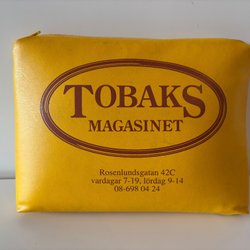 TOBAKS
MAGASINET
Rosenlundsgatan 42C
vardagar 7-19, lördag 9-14
08-698 04 24